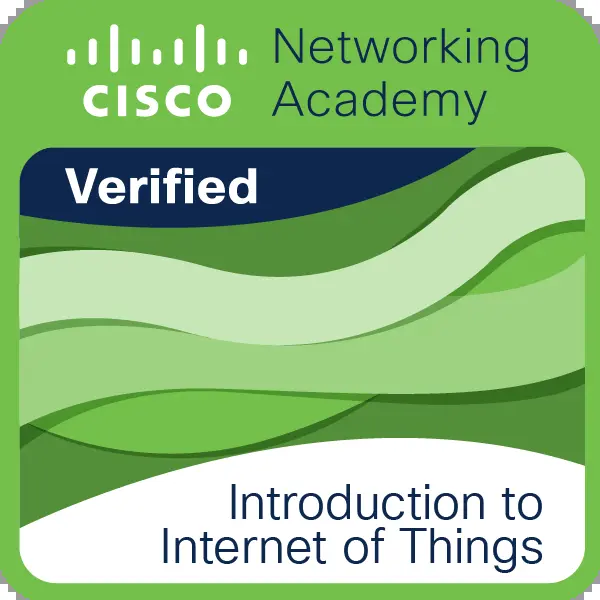 CISCO
Networking
Academy
Verified
Introduction to
Internet of Things